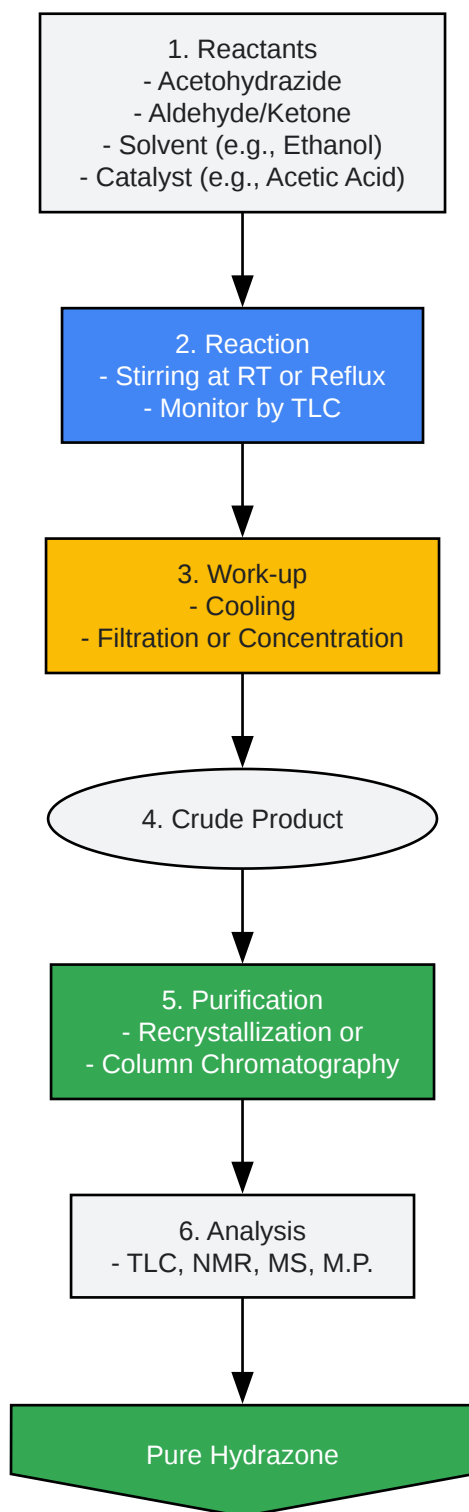 1. Reactants
- Acetohydrazide
- Aldehyde/Ketone
- Solvent (e.g., Ethanol)
- Catalyst (e.g., Acetic Acid)
2. Reaction
- Stirring at RT or Reflux
- Monitor by TLC
3. Work-up
- Cooling
- Filtration or Concentration
4. Crude Product
5. Purification
- Recrystallization or
- Column Chromatography
6. Analysis
- TLC, NMR, MS, M.P.
Pure Hydrazone